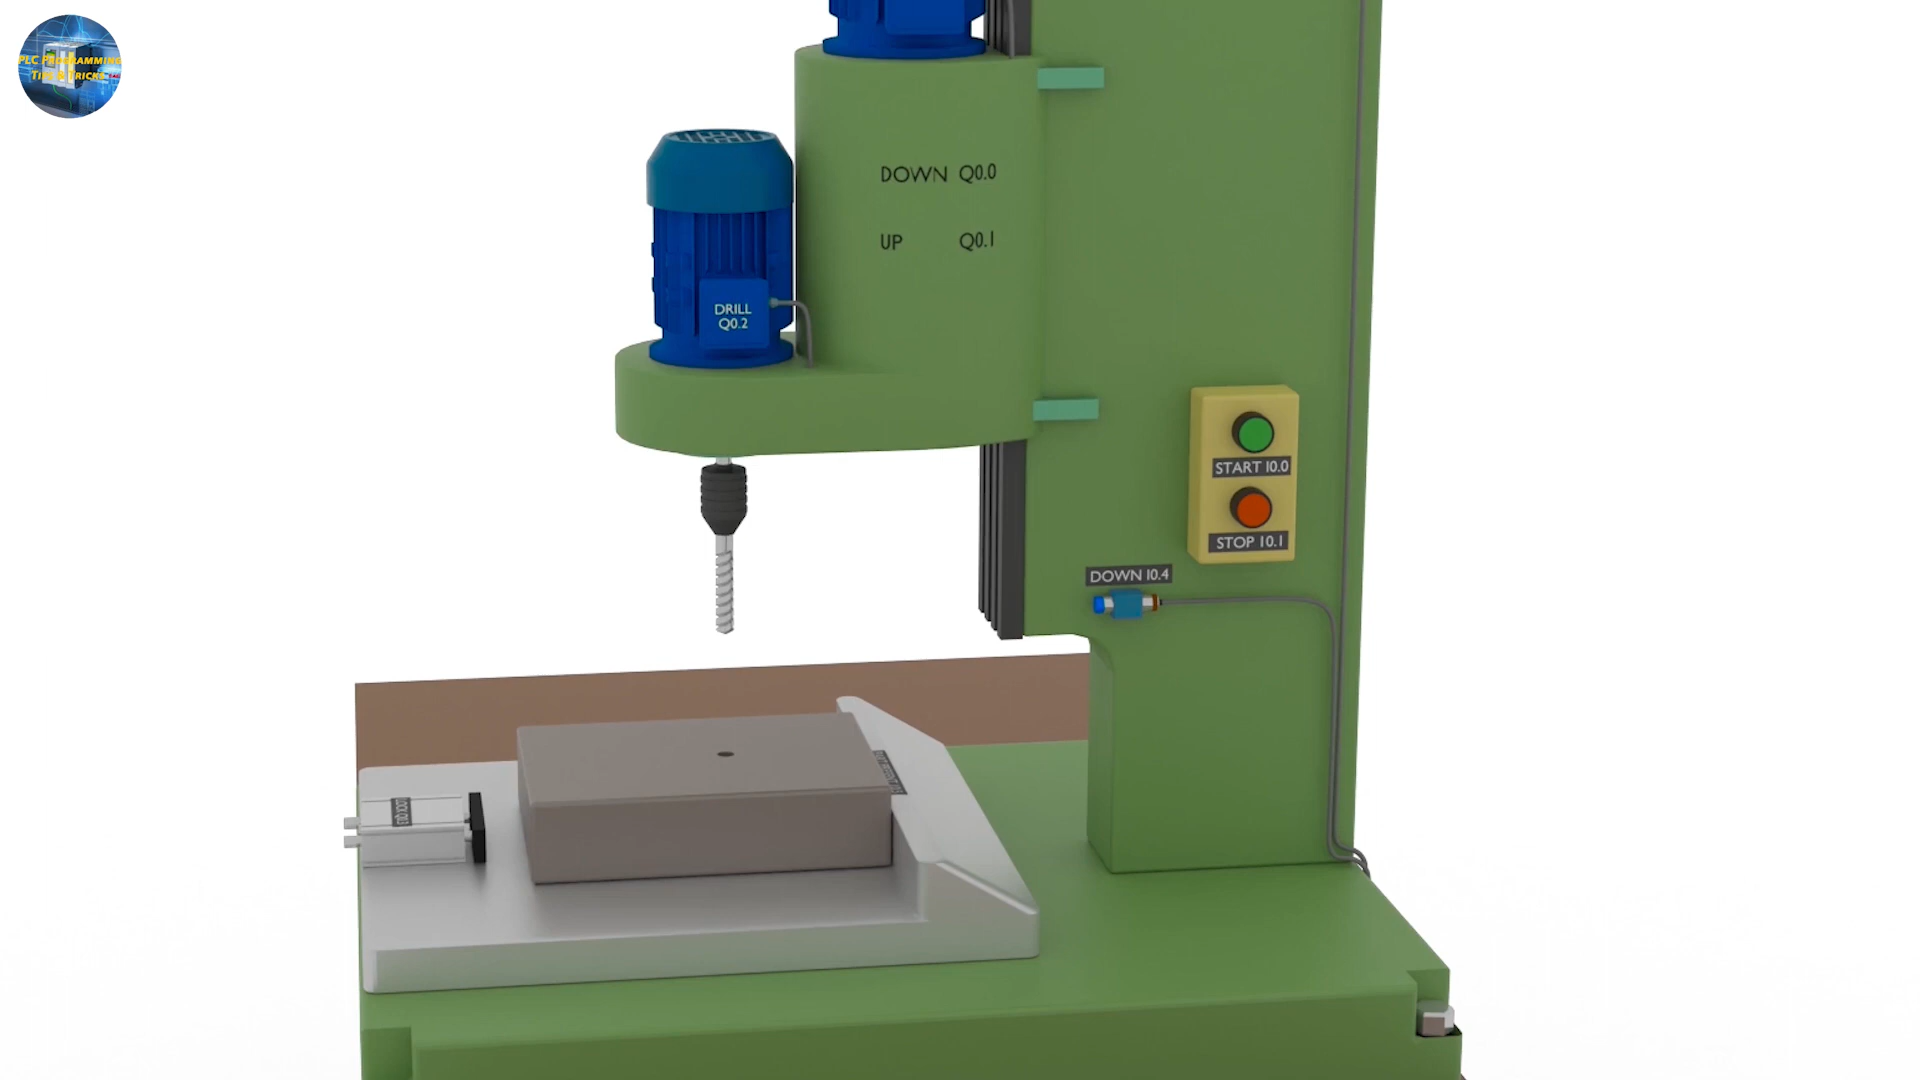 PLC PROGRAMMING
TIPS & TRICKS
DOWN Q0.0
UP Q0.1
DRILL
Q0.2
START I0.0
STOP I0.1
DOWN I0.4